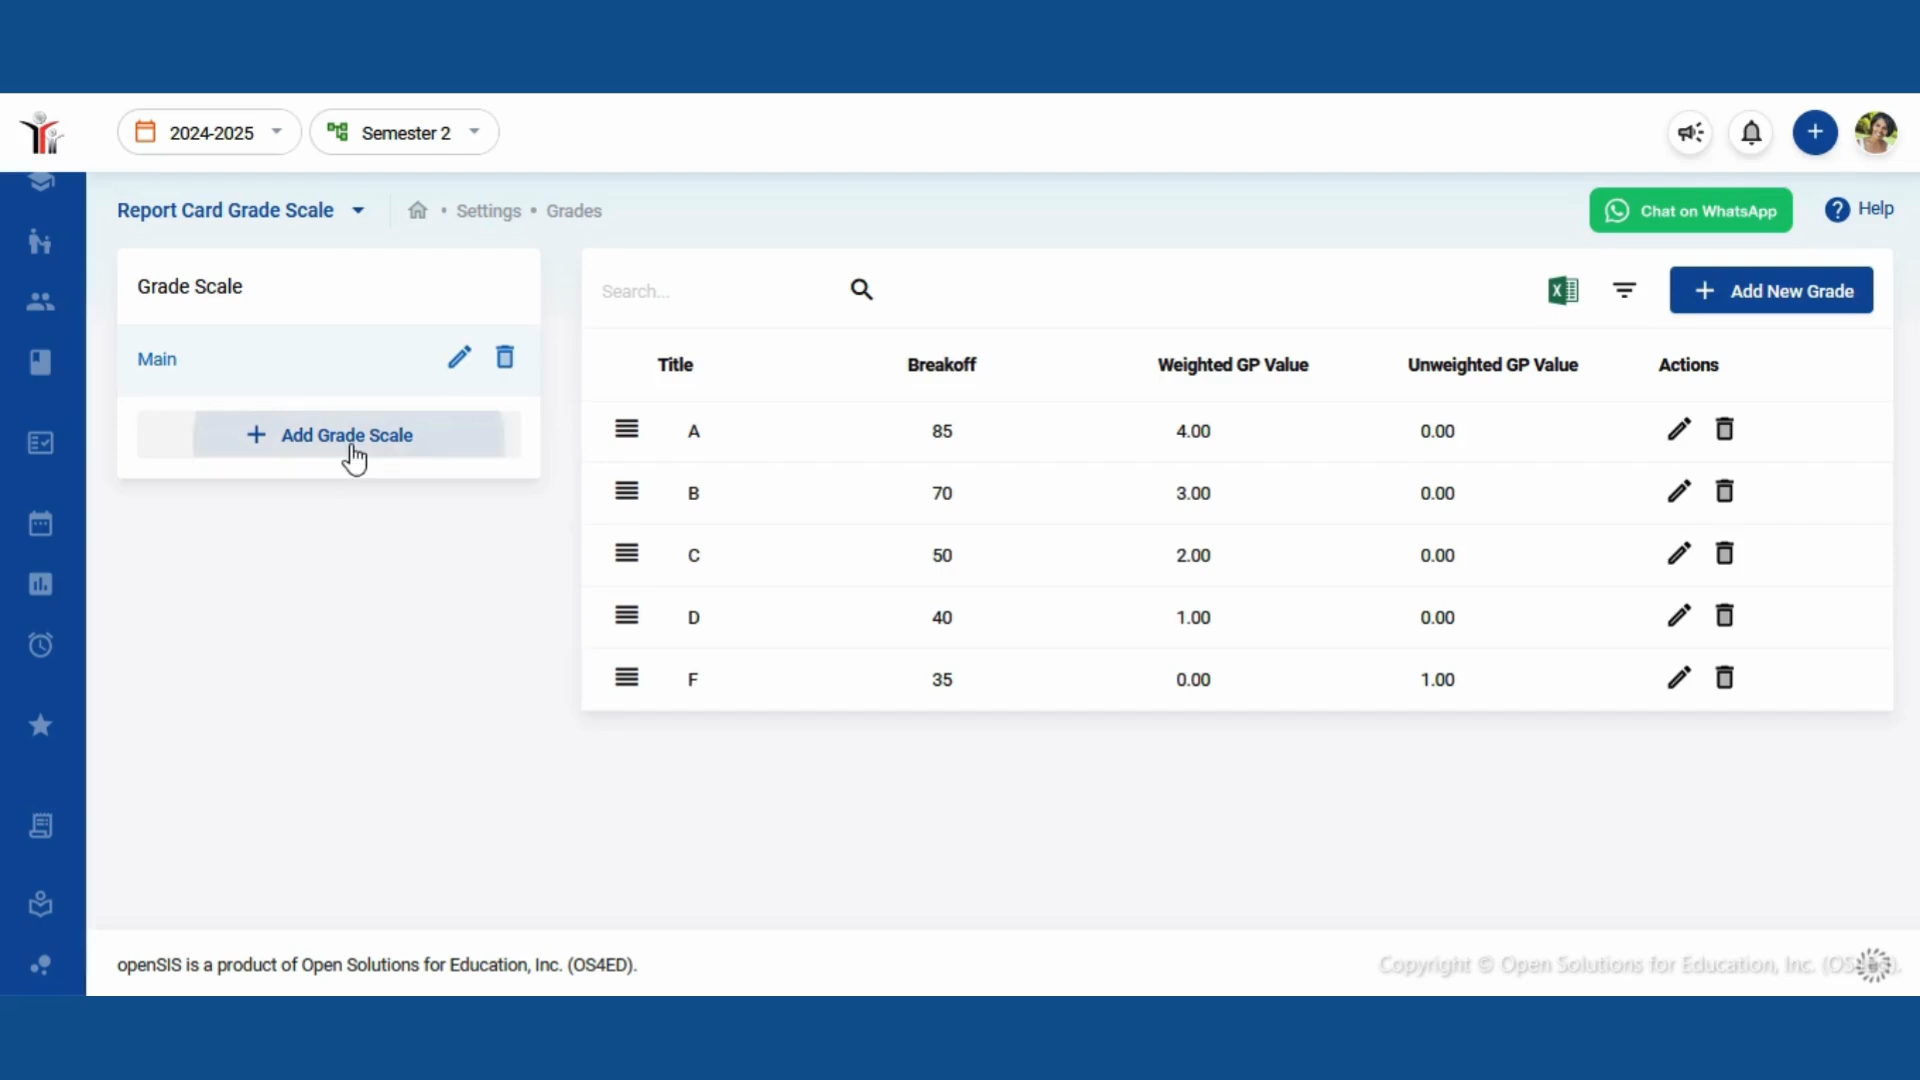 2024-2025 Semester 2
Report Card Grade Scale Settings Grades Chat on WhatsApp ? Help
Grade Scale
Main
+ Add Grade Scale
Search... + Add New Grade
Title Breakoff Weighted GP Value Unweighted GP Value Actions
A 85 4.00 0.00
B 70 3.00 0.00
C 50 2.00 0.00
D 40 1.00 0.00
F 35 0.00 1.00
openSIS is a product of Open Solutions for Education, Inc. (OS4ED). Copyright © Open Solutions for Education, Inc.